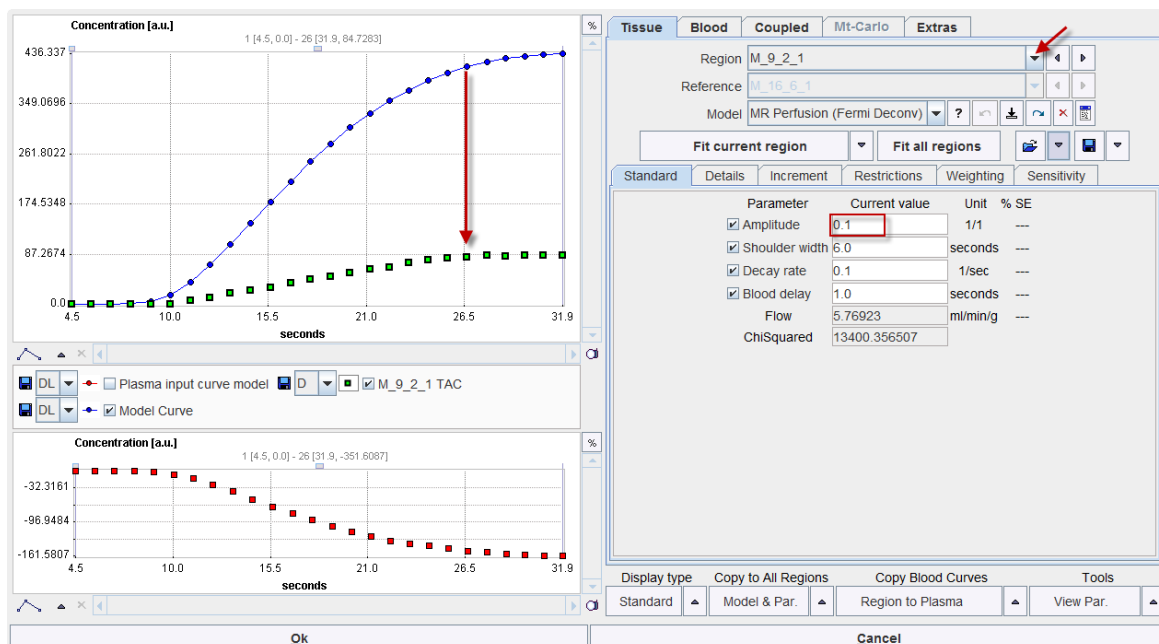 Concentration [a.u.]
%
1 [4.5, 0.0] - 26 [31.9, 84.7283]
436.337
349.0696
261.8022
174.5348
87.2674
0.0
4.5 10.0 15.5 21.0 26.5 31.9
seconds
DL Plasma input curve model D M_9_2_1 TAC
DL Model Curve
Concentration [a.u.]
%
1 [4.5, 0.0] - 26 [31.9, -351.6087]
-32.3161
-96.9484
-161.5807
4.5 10.0 15.5 21.0 26.5 31.9
seconds
Tissue Blood Coupled Mt-Carlo Extras
Region M_9_2_1
Reference M_16_6_1
Model MR Perfusion (Fermi Deconv) ?
Fit current region Fit all regions
Standard Details Increment Restrictions Weighting Sensitivity
Parameter Current value Unit % SE
Amplitude 0.1 1/1 ---
Shoulder width 6.0 seconds ---
Decay rate 0.1 1/sec ---
Blood delay 1.0 seconds ---
Flow 5.76923 ml/min/g ---
ChiSquared 13400.356507
Display type Copy to All Regions Copy Blood Curves Tools
Standard Model & Par. Region to Plasma View Par.
Ok Cancel